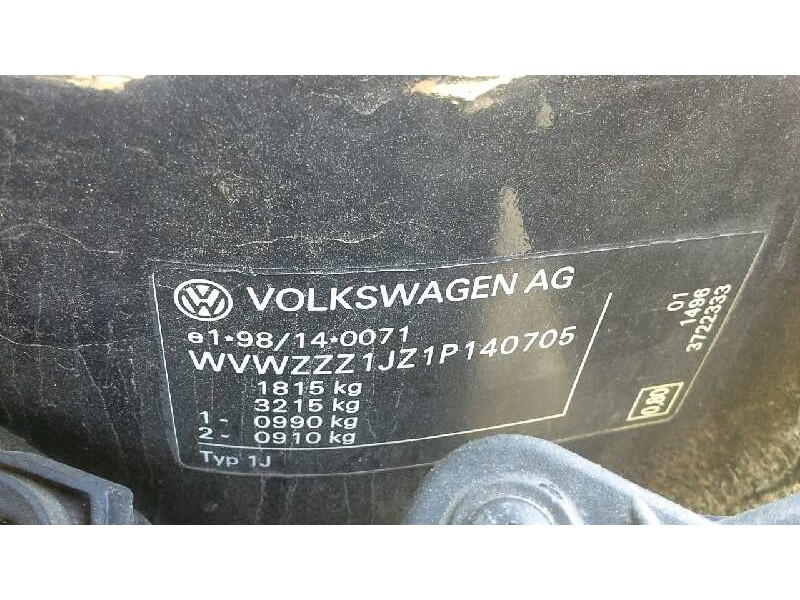 VOLKSWAGEN AG
e1*98/14*0071
WVWZZZ1JZ1P140705
1815 kg
3215 kg
1- 0990 kg
2- 0910 kg
Typ 1J
01
1496
3722333
0,80